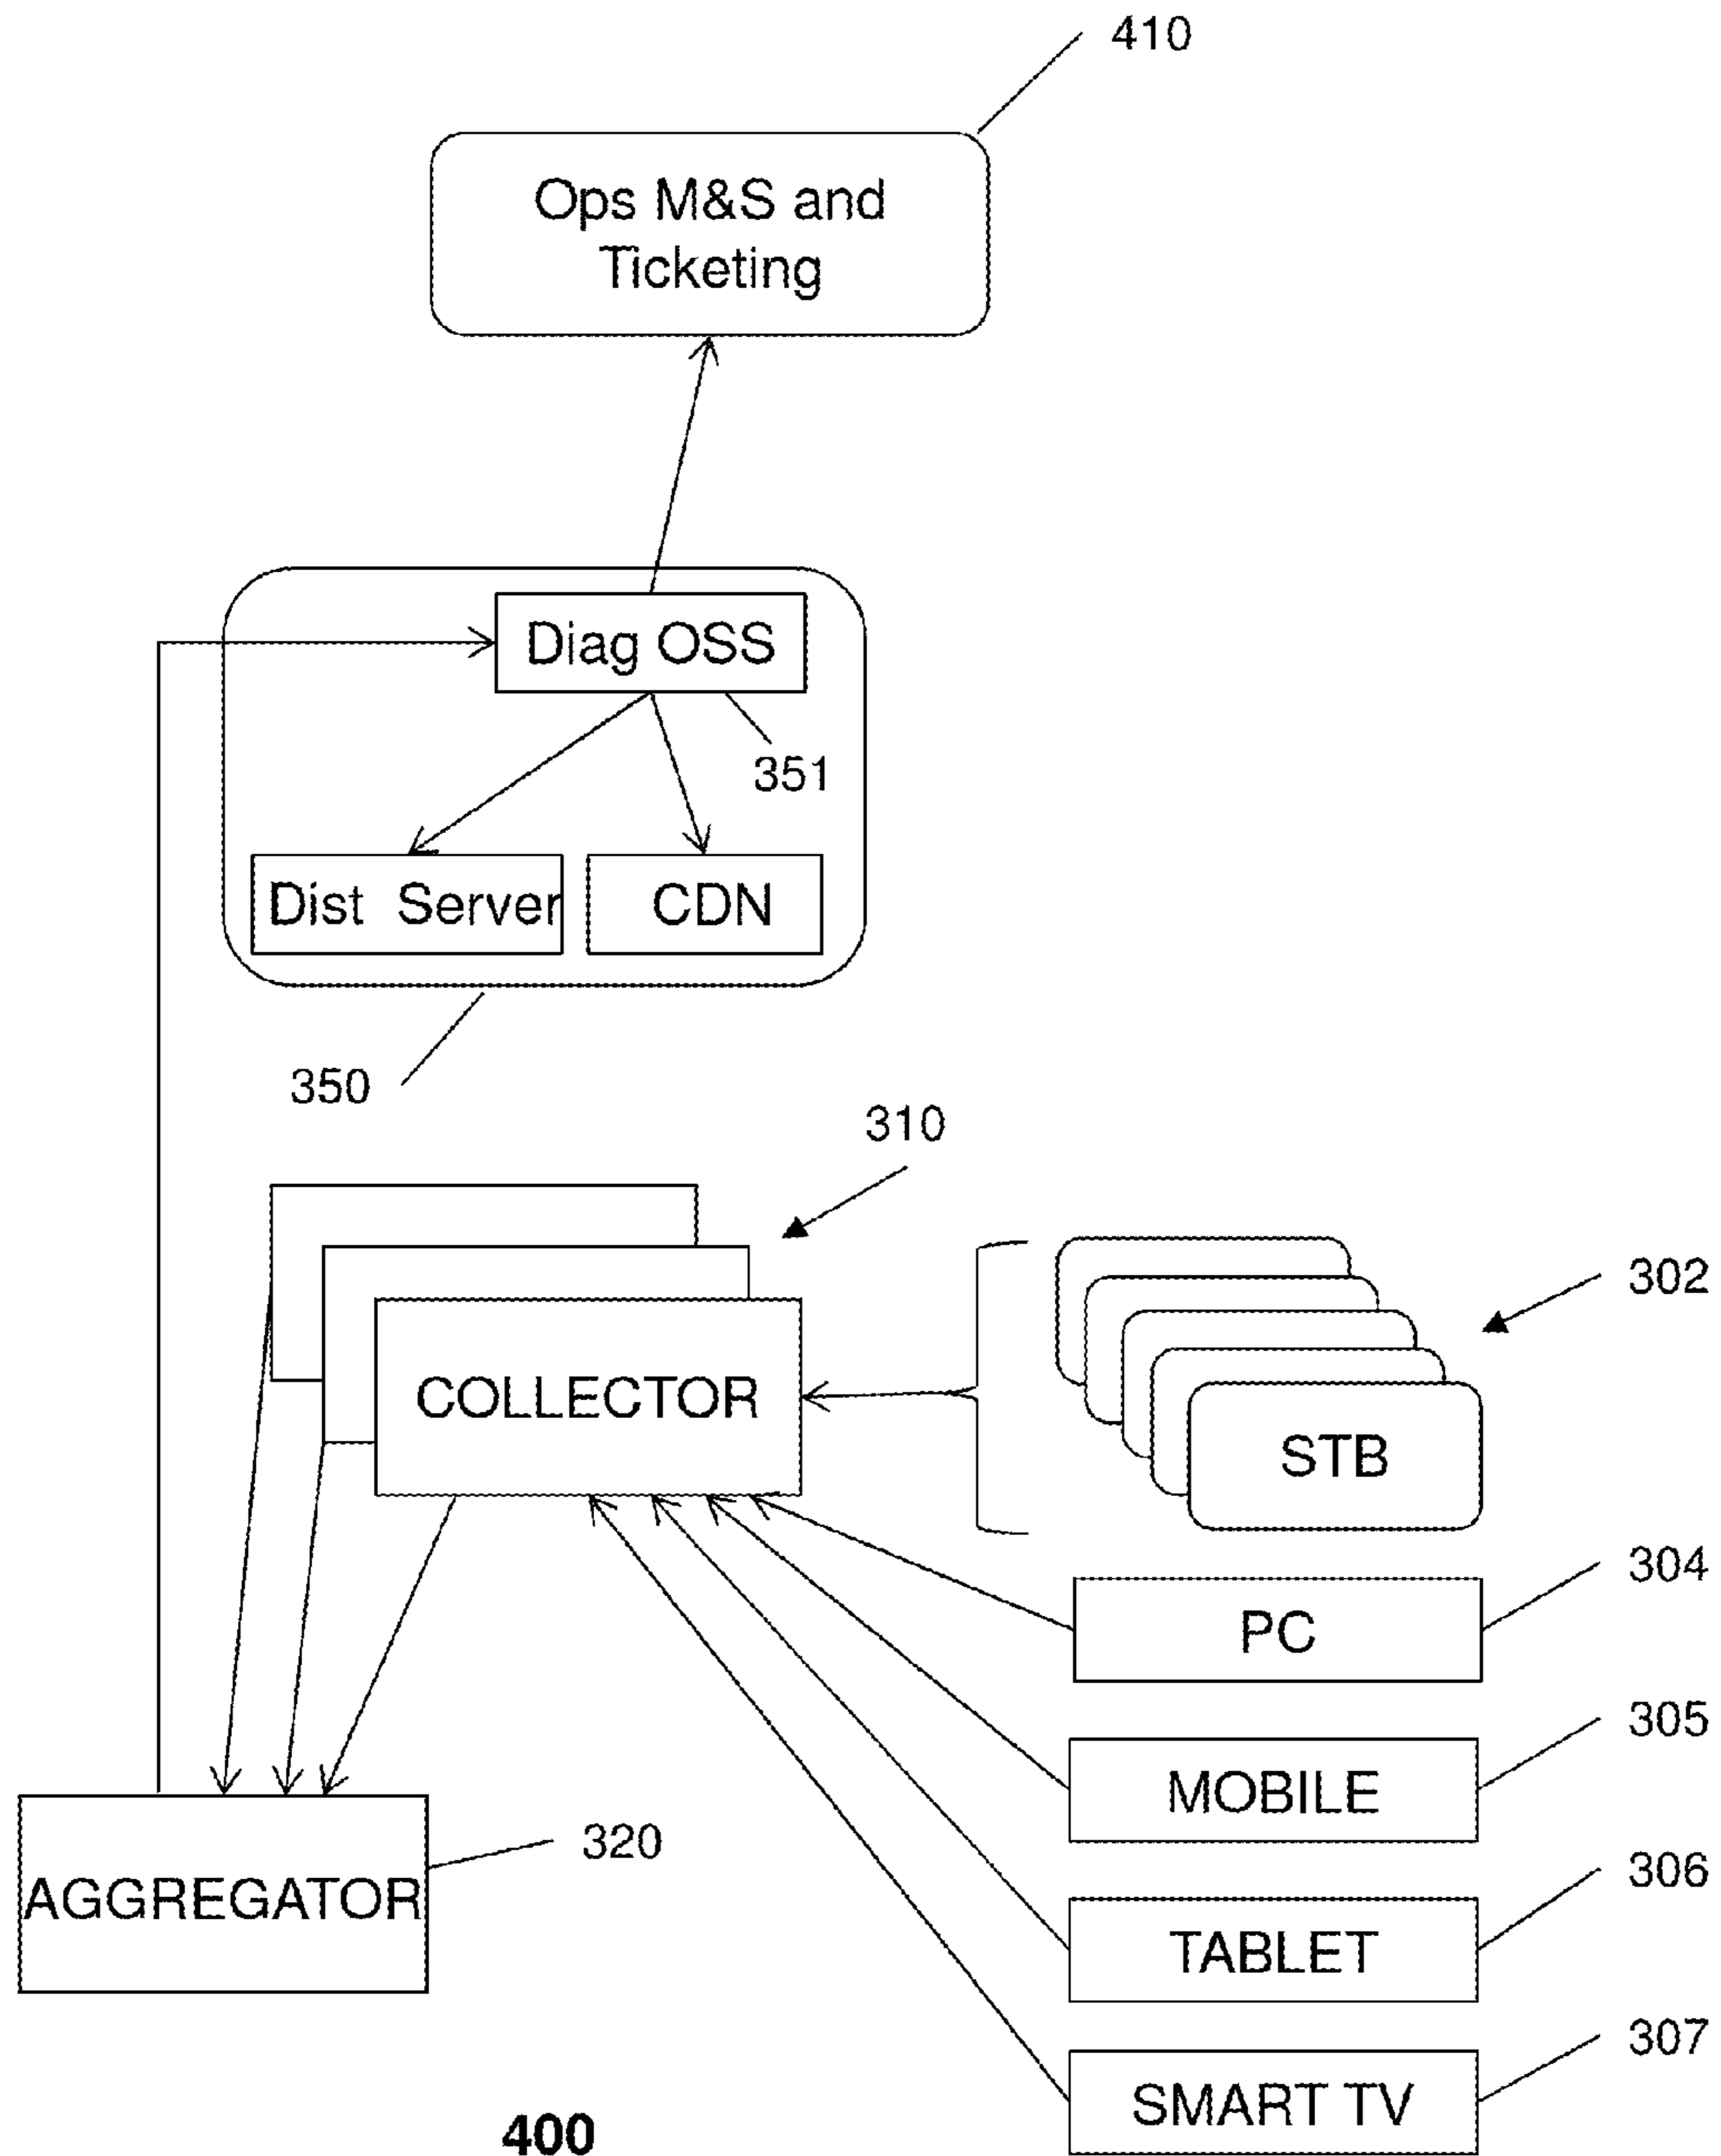 410
Ops M&S and
Ticketing
Diag OSS
351
Dist Server
CDN
350
310
302
COLLECTOR
STB
304
PC
305
MOBILE
320
306
AGGREGATOR
TABLET
307
SMART TV
400